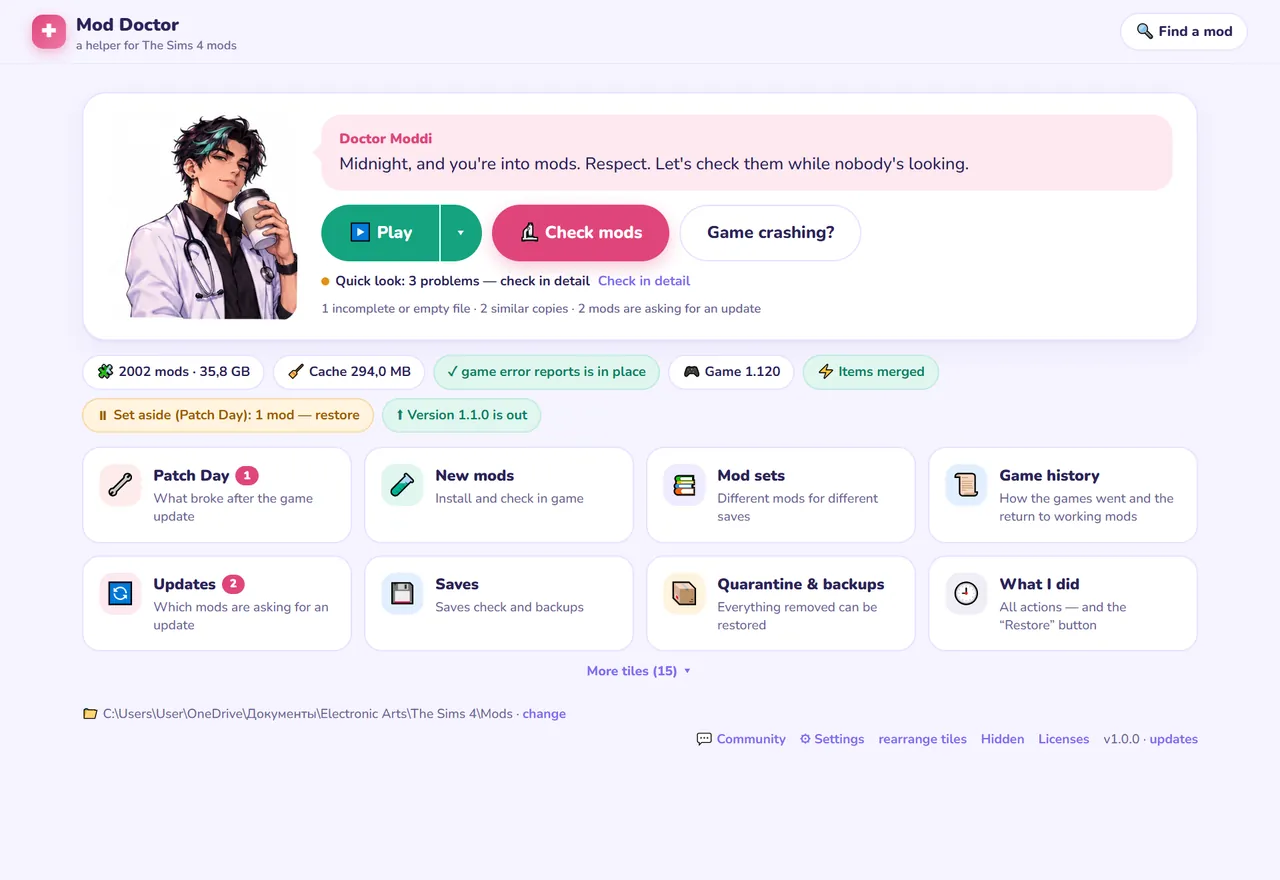 Mod Doctor
a helper for The Sims 4 mods
Find a mod
Doctor Moddi
Midnight, and you're into mods. Respect. Let's check them while nobody's looking.
Play
Check mods
Game crashing?
Quick look: 3 problems — check in detail Check in detail
1 incomplete or empty file · 2 similar copies · 2 mods are asking for an update
2002 mods · 35,8 GB
Cache 294,0 MB
✓ game error reports is in place
Game 1.120
Items merged
Set aside (Patch Day): 1 mod — restore
Version 1.1.0 is out
Patch Day 1
What broke after the game
update
New mods
Install and check in game
Mod sets
Different mods for different
saves
Game history
How the games went and the
return to working mods
Updates 2
Which mods are asking for an
update
Saves
Saves check and backups
Quarantine & backups
Everything removed can be
restored
What I did
All actions — and the
“Restore” button
More tiles (15)
C:\Users\User\OneDrive\Документы\Electronic Arts\The Sims 4\Mods · change
Community Settings rearrange tiles Hidden Licenses v1.0.0 · updates